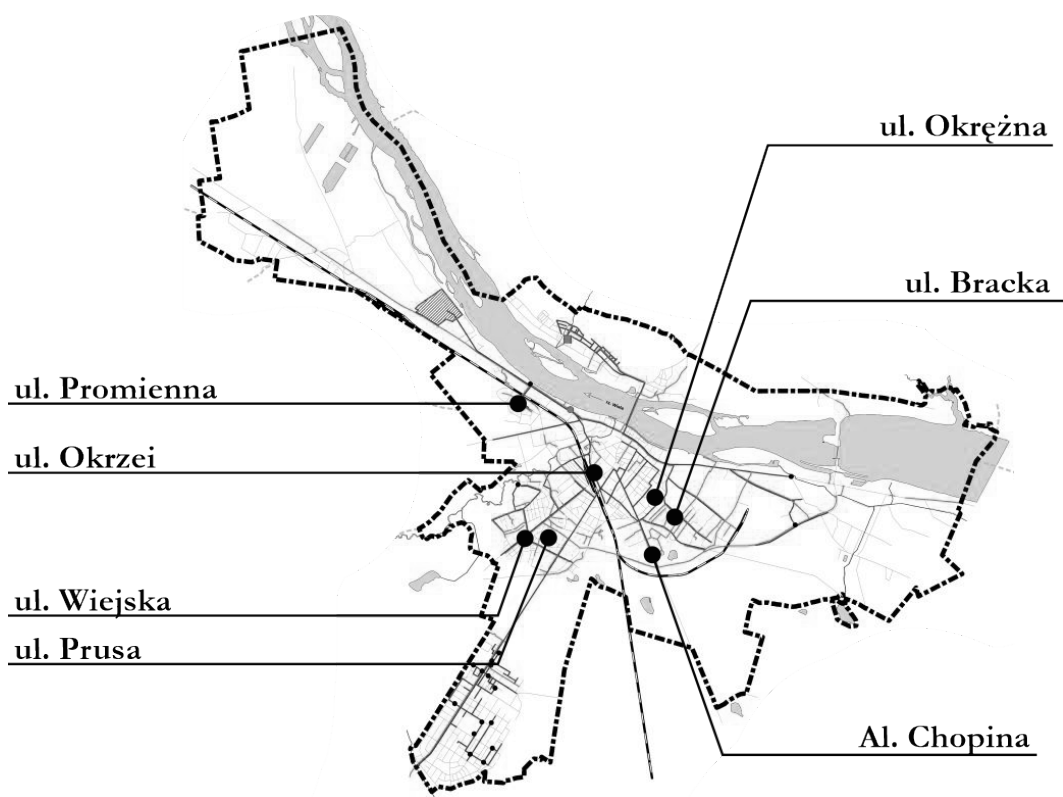 ul. Okrężna
ul. Bracka
ul. Promienna
ul. Okrzei
ul. Wiejska
ul. Prusa
Al. Chopina